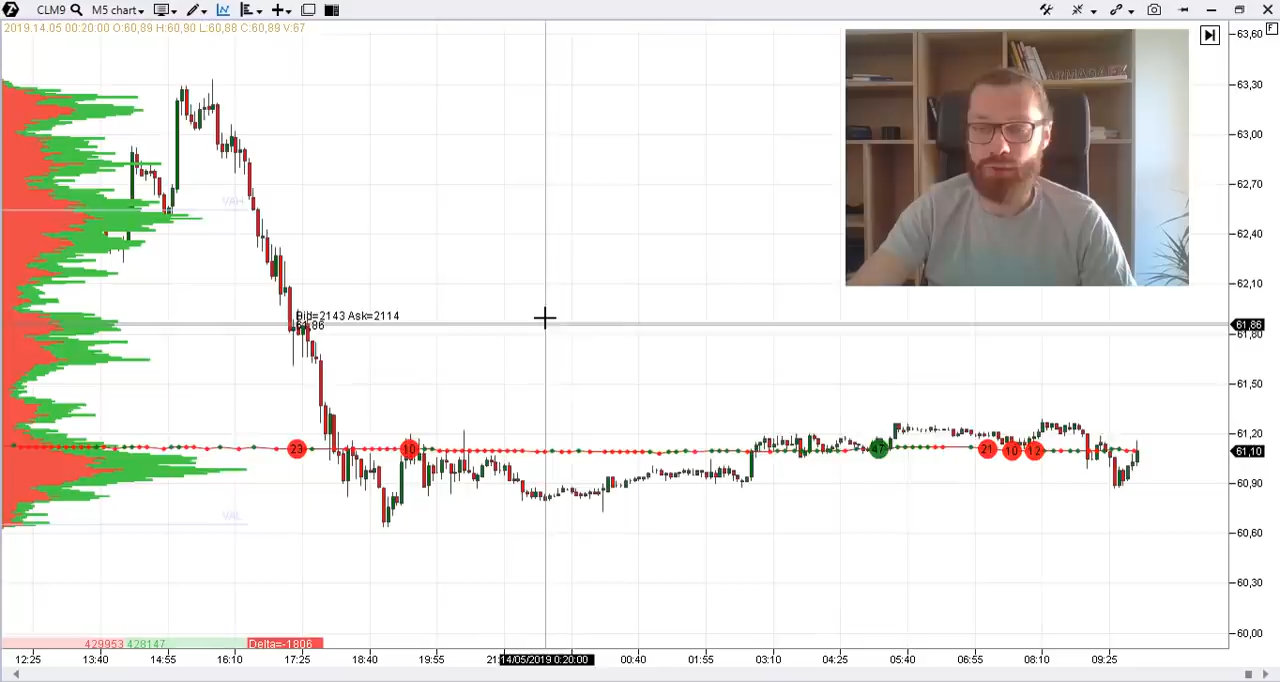 CLM9 M5 chart
2019.14.05 00:20:00 O:60,89 H:60,90 L:60,88 C:60,89 V:67
F
63,60
63,30
63,00
62,70
VAH
62,40
62,10
Bid=2143 Ask=2114
61,86
61,86
61,80
61,50
61,20
23
10
47
21
10
12
61,10
60,90
VAL
60,60
60,30
60,00
429953 428147 Delta=-1806
12:25 13:40 14:55 16:10 17:25 18:40 19:55 21: 14/05/2019 0:20:00 00:40 01:55 03:10 04:25 05:40 06:55 08:10 09:25